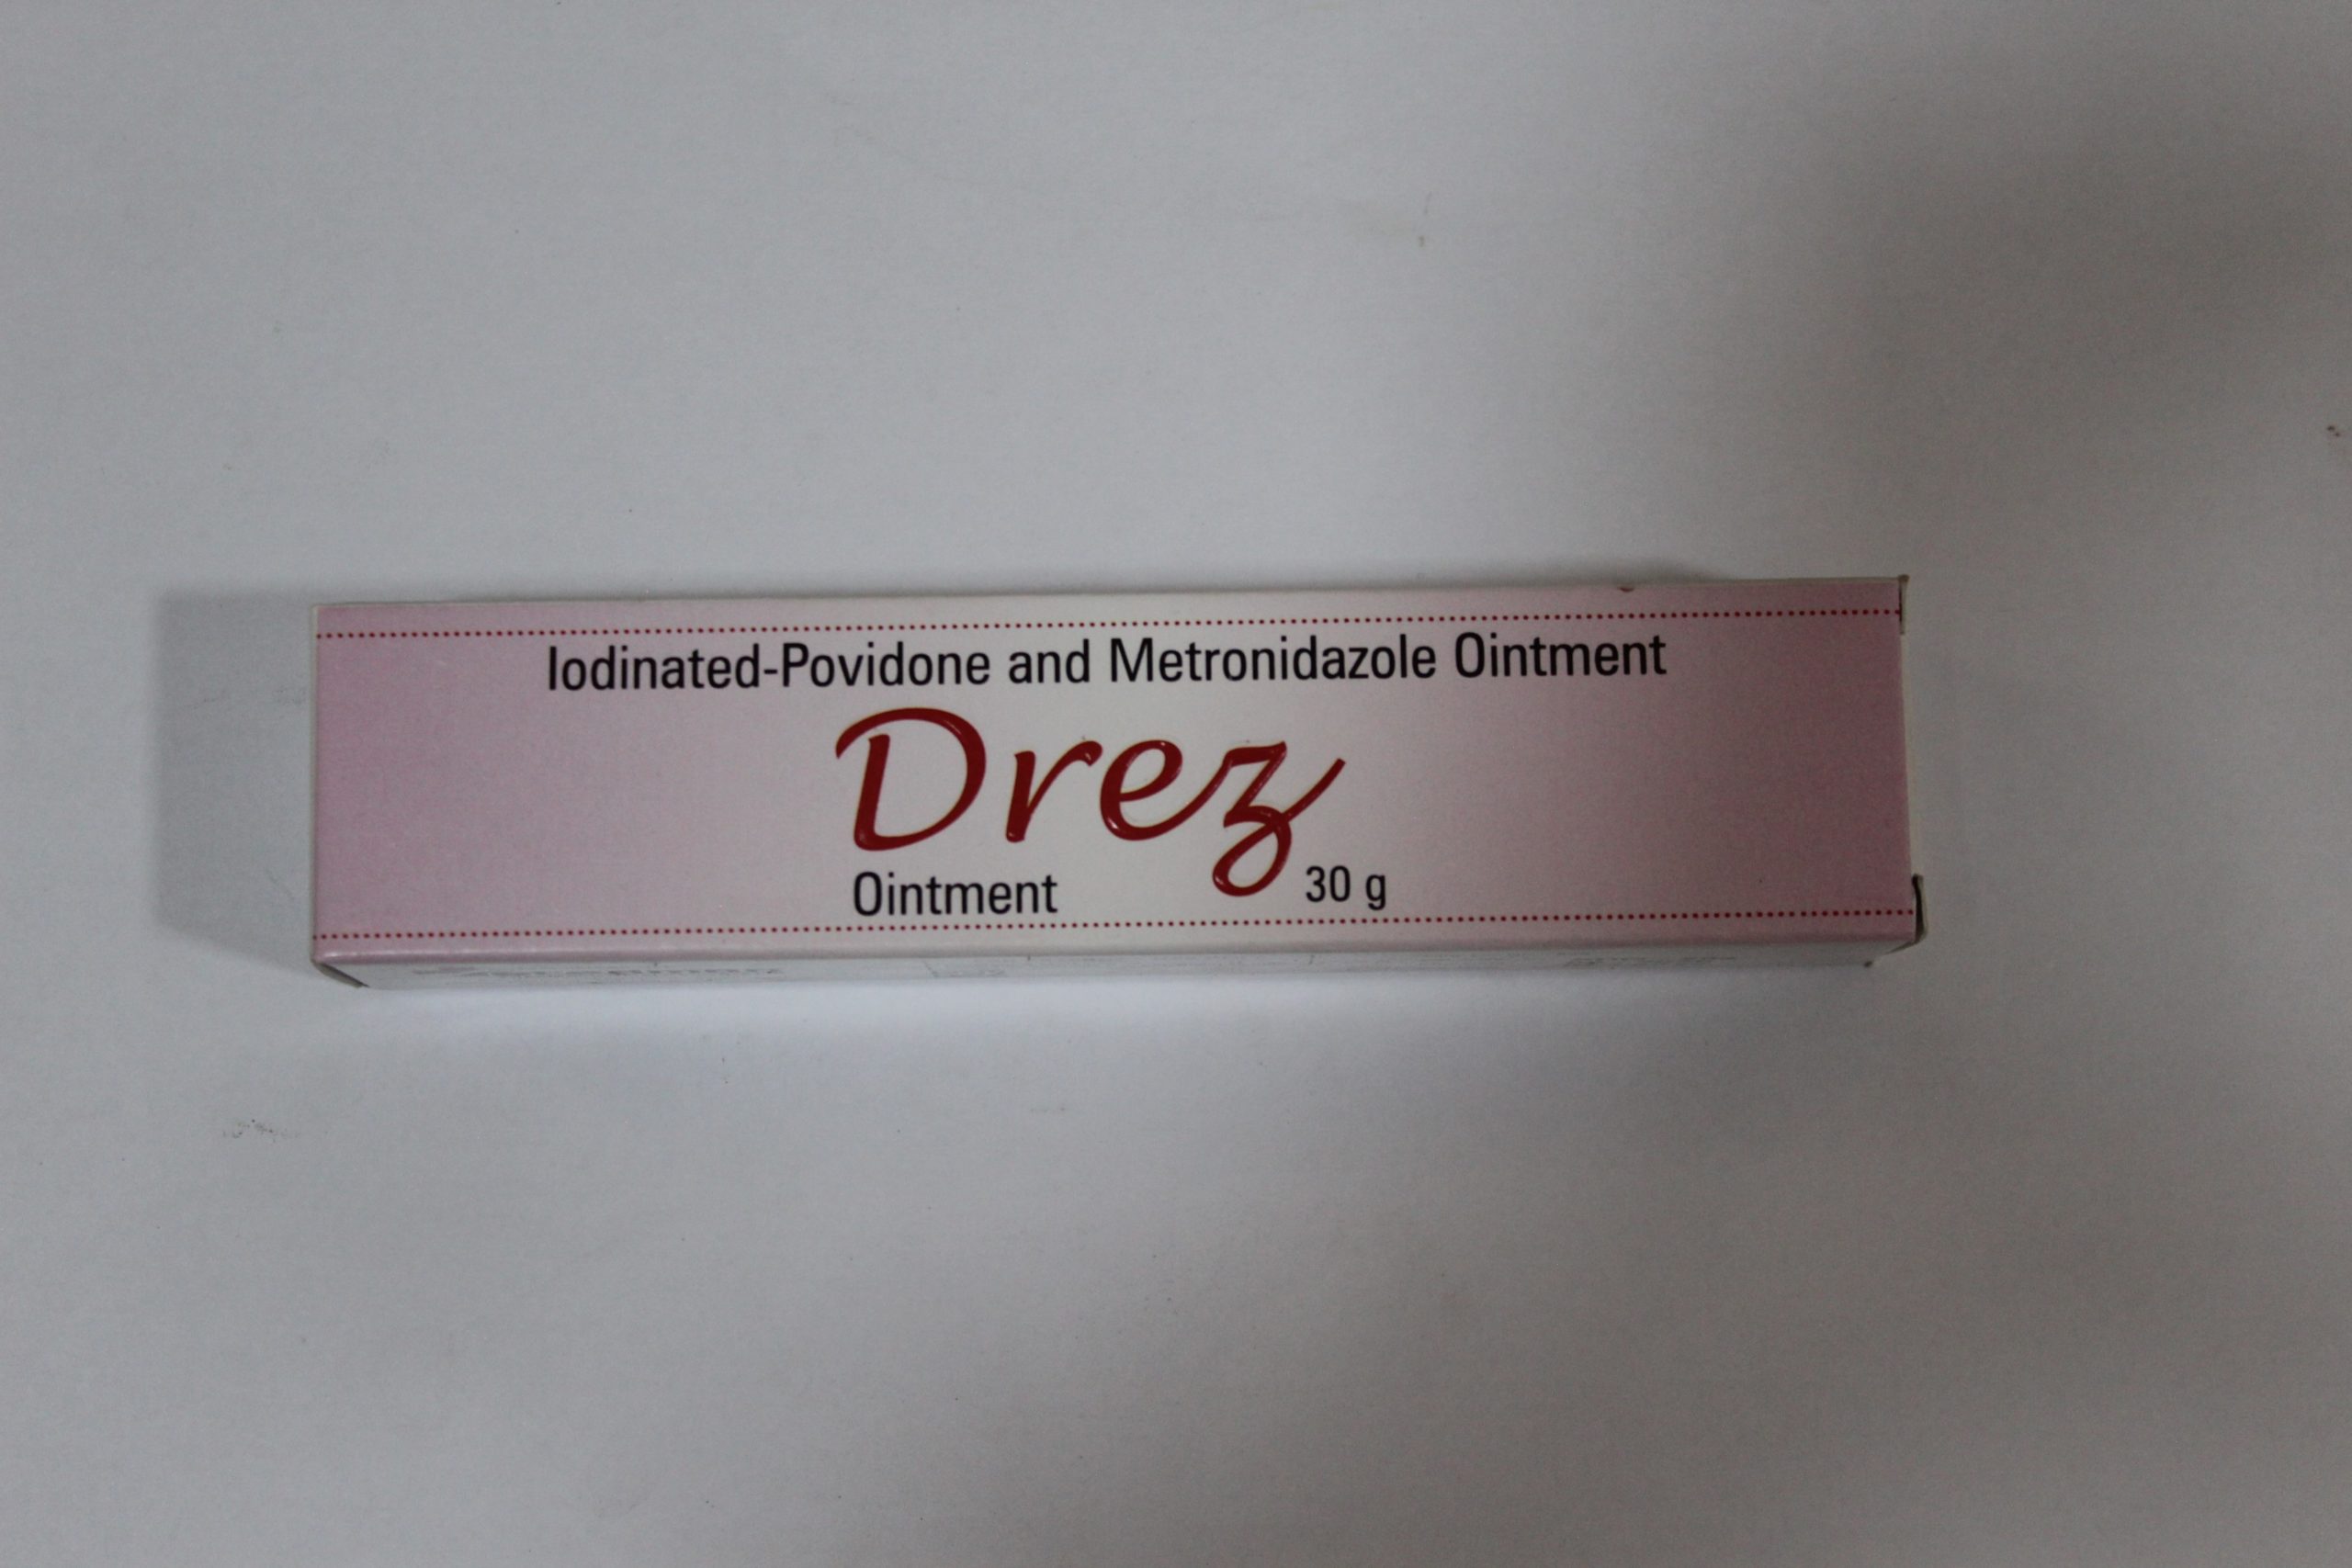 Iodinated-Povidone and Metronidazole Ointment
Drez
Ointment 30 g